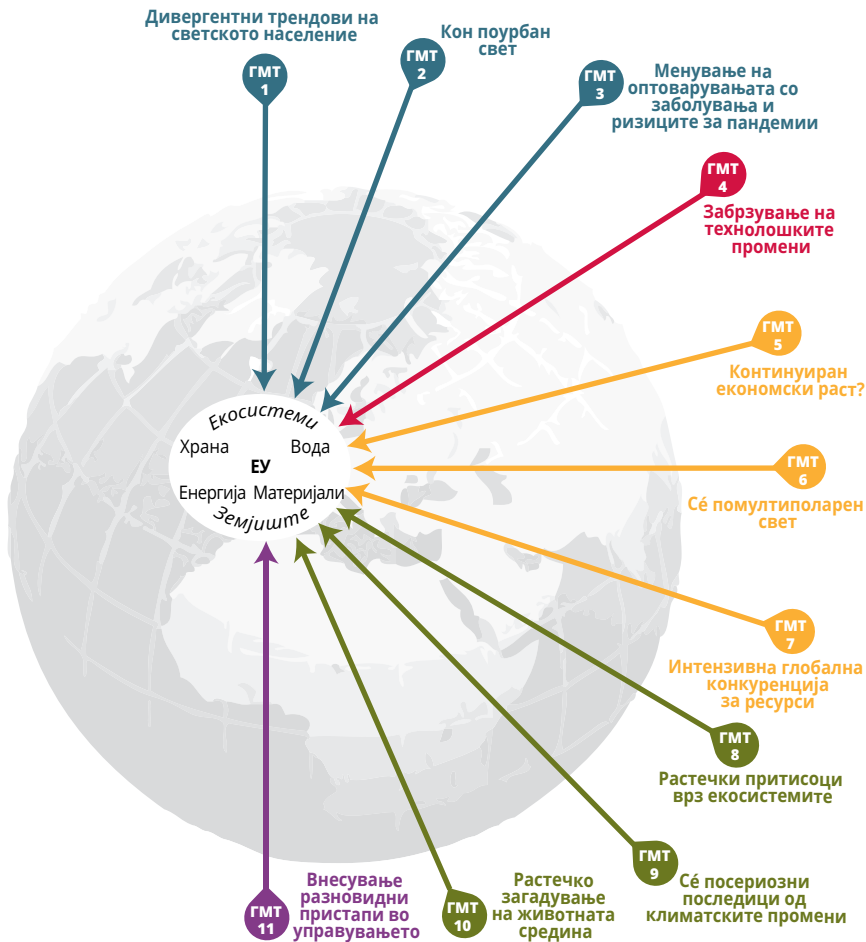 Дивергентни трендови на
светското население
ГМТ
1
Кон поурбан
свет
ГМТ
2
Менување на
оптоварувањата со
заболувања и
ризиците за пандемии
ГМТ
3
ГМТ
4
Забрзување на
технолошките
промени
ГМТ
5
Континуиран
економски раст?
Екосистеми
Храна Вода
ЕУ
Енергија Материјали
Земјиште
ГМТ
6
Сé помултиполарен
свет
ГМТ
7
Интензивна глобална
конкуренција
за ресурси
ГМТ
8
Растечки притисоци
врз екосистемите
ГМТ
9
Сé посериозни
последици од
климатските промени
ГМТ
10
Растечко
загадување
на животната
средина
ГМТ
11
Внесување
разновидни
пристапи во
управувањето